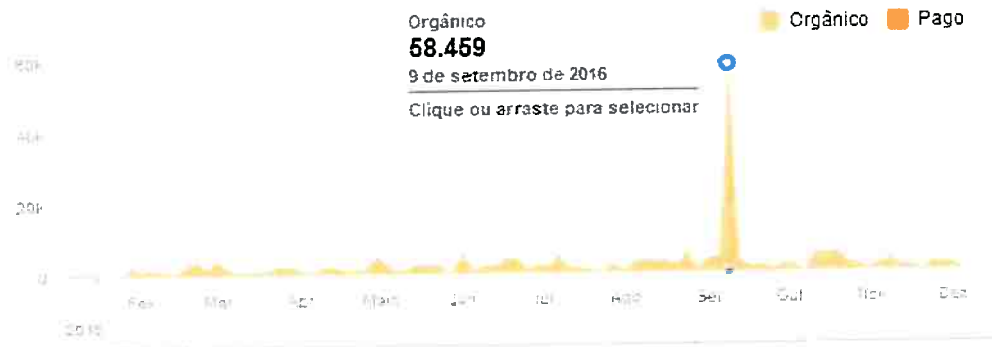 Orgânico
58.459
9 de setembro de 2016
Clique ou arraste para selecionar
Orgânico
Pago
60K
40K
20K
0
Fev
Mar
Abr
Maio
Jun
Jul
Ago
Set
Out
Nov
Dez
2016